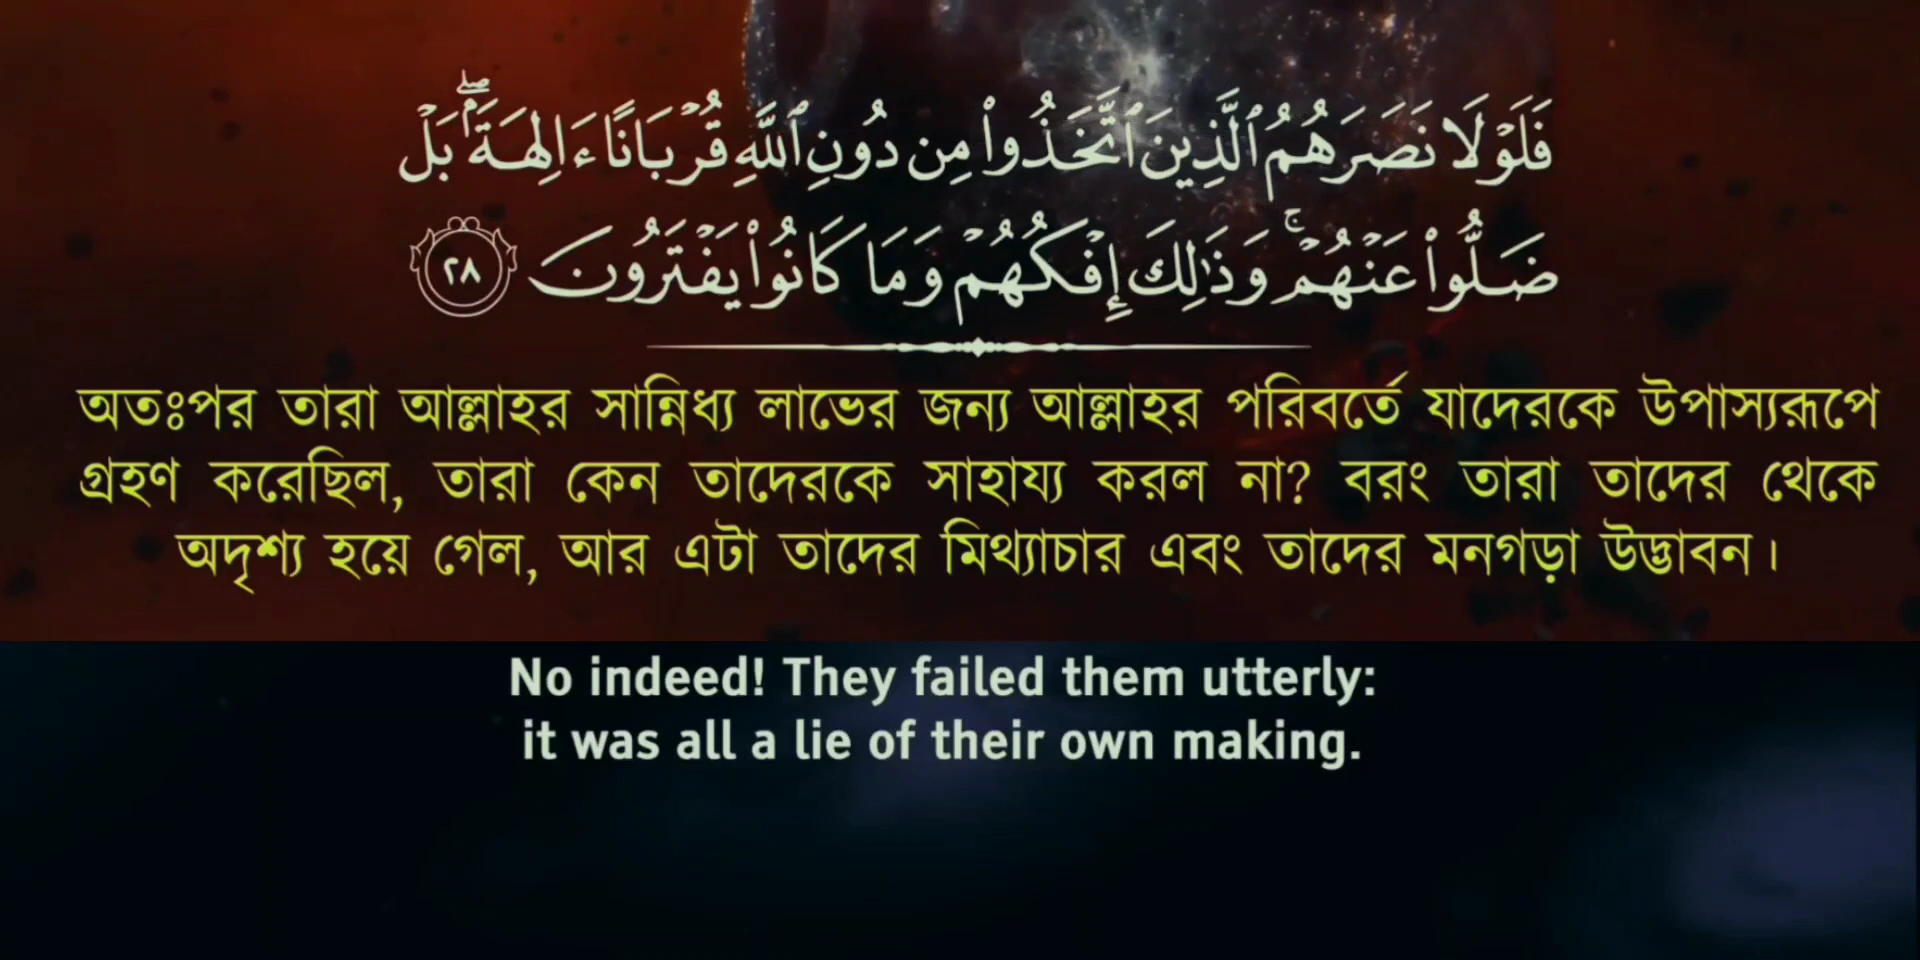 فَلَوْلَا نَصَرَهُمُ ٱلَّذِينَ ٱتَّخَذُوا۟ مِن دُونِ ٱللَّهِ قُرْبَانًا ءَالِهَةًۢ ۖ بَلْ
ضَلُّوا۟ عَنْهُمْ ۚ وَذَٰلِكَ إِفْكُهُمْ وَمَا كَانُوا۟ يَفْتَرُونَ ٢٨
অতঃপর তারা আল্লাহর সান্নিধ্য লাভের জন্য আল্লাহর পরিবর্তে যাদেরকে উপাস্যরূপে
গ্রহণ করেছিল, তারা কেন তাদেরকে সাহায্য করল না? বরং তারা তাদের থেকে
অদৃশ্য হয়ে গেল, আর এটা তাদের মিথ্যাচার এবং তাদের মনগড়া উদ্ভাবন।
No indeed! They failed them utterly:
it was all a lie of their own making.